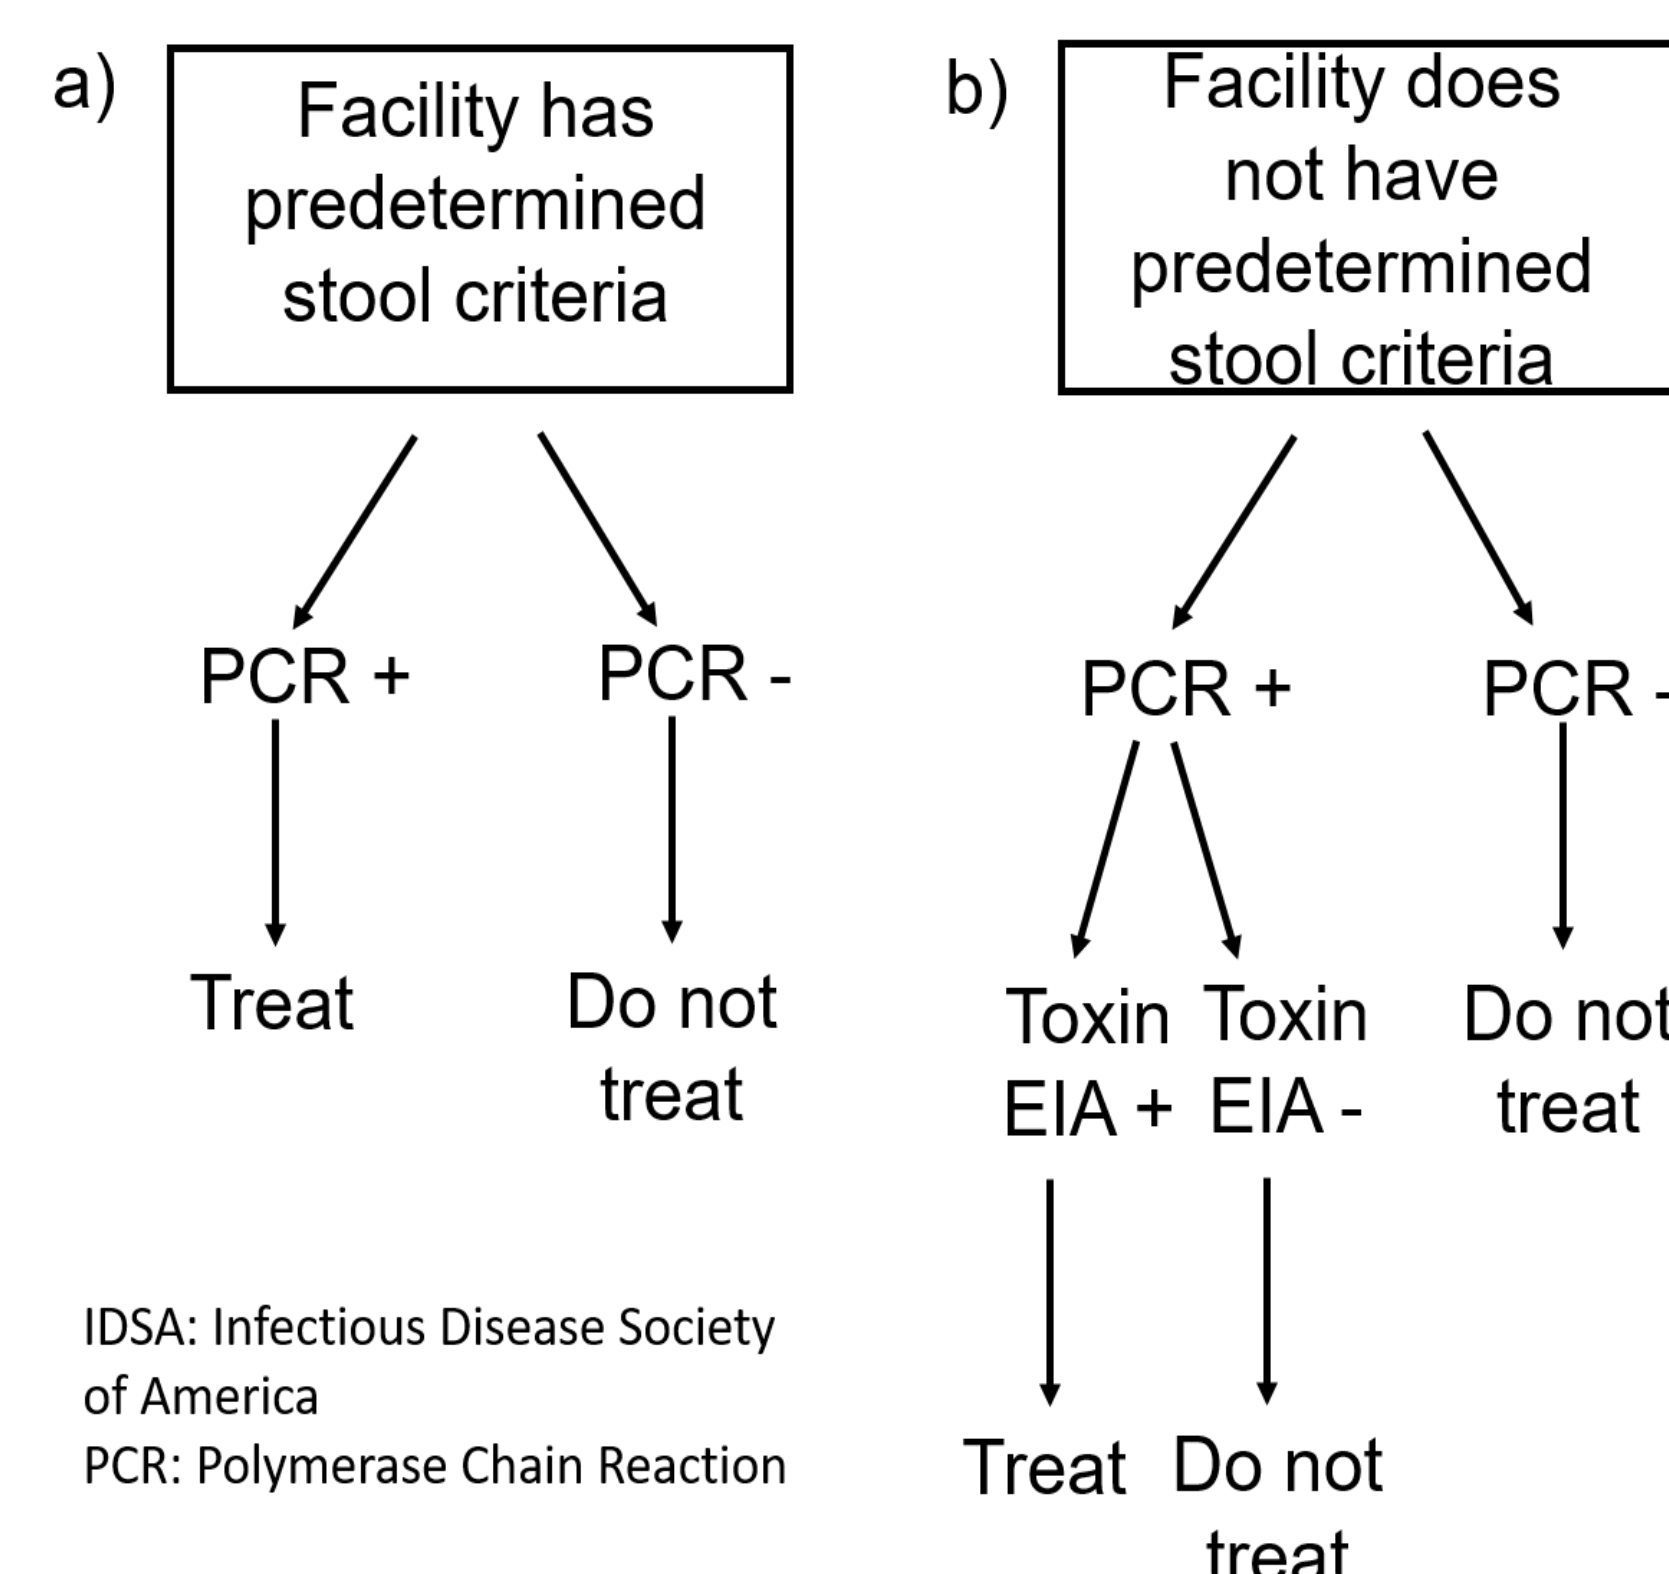 a)
Facility has
predetermined
stool criteria
PCR +
PCR -
Treat
Do not
treat
b)
Facility does
not have
predetermined
stool criteria
PCR +
PCR -
Toxin
EIA +
Toxin
EIA -
Do not
treat
Treat
Do not
treat
IDSA: Infectious Disease Society
of America
PCR: Polymerase Chain Reaction